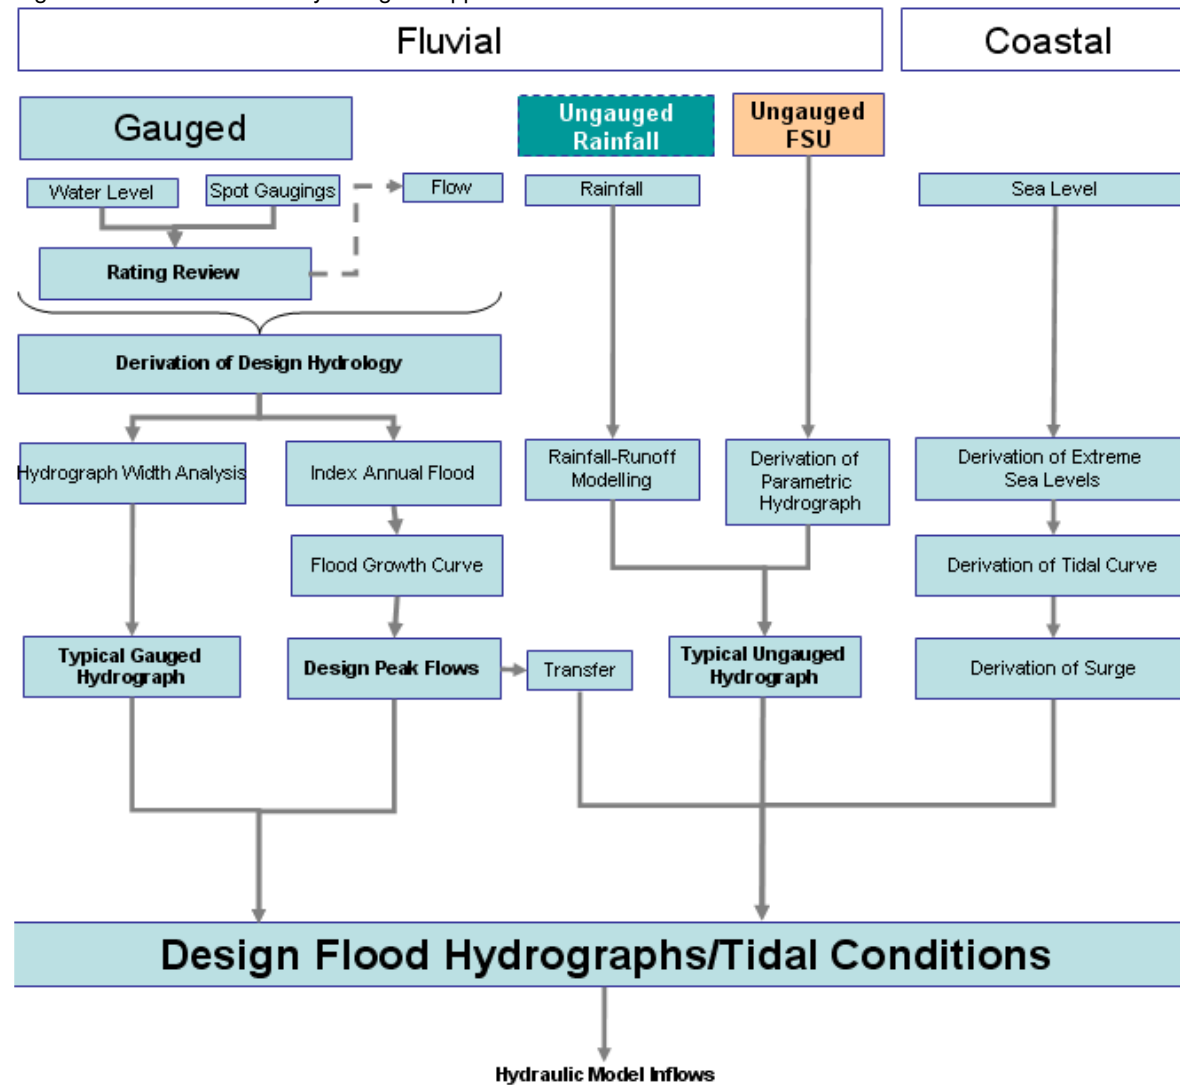 Fluvial
Coastal
Gauged
Ungauged
Rainfall
Ungauged
FSU
Water Level
Spot Gaugings
Flow
Rainfall
Sea Level
Rating Review
Derivation of Design Hydrology
Hydrograph Width Analysis
Index Annual Flood
Rainfall-Runoff
Modelling
Derivation of
Parametric
Hydrograph
Derivation of Extreme
Sea Levels
Flood Growth Curve
Derivation of Tidal Curve
Typical Gauged
Hydrograph
Design Peak Flows
Transfer
Typical Ungauged
Hydrograph
Derivation of Surge
Design Flood Hydrographs/Tidal Conditions
Hydraulic Model Inflows